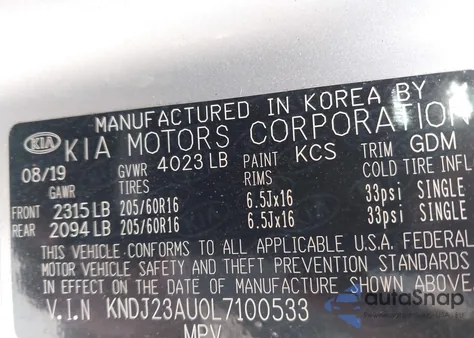 MANUFACTURED IN KOREA BY
KIA KIA MOTORS CORPORATION
08/19 GVWR 4023 LB PAINT KCS TRIM GDM
GAWR TIRES RIMS COLD TIRE INFL
FRONT 2315 LB 205/60R16 6.5Jx16 33psi SINGLE
REAR 2094 LB 205/60R16 6.5Jx16 33psi SINGLE
THIS VEHICLE CONFORMS TO ALL APPLICABLE U.S.A. FEDERAL
MOTOR VEHICLE SAFETY AND THEFT PREVENTION STANDARDS
IN EFFECT ON THE DATE OF MANUFACTURE SHOWN ABOVE.
V.I.N KNDJ23AU0L7100533
MPV
autoSnap